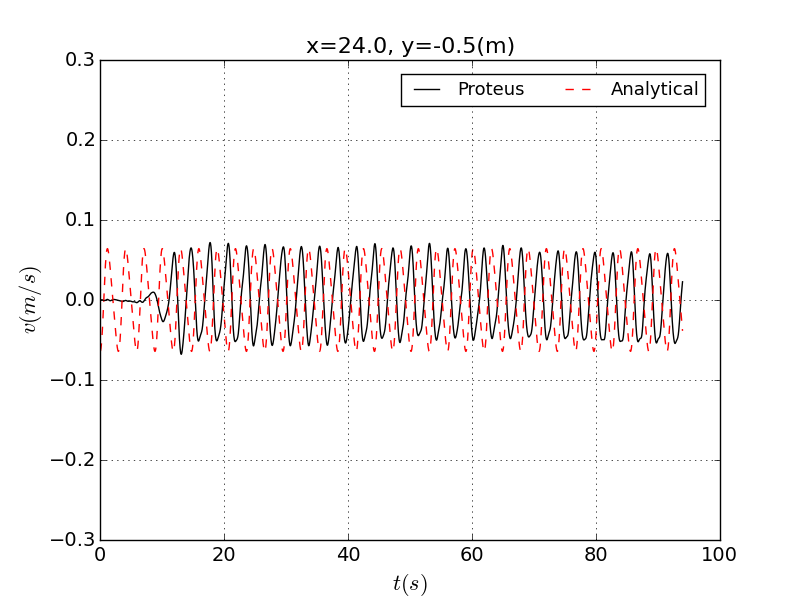 x=24.0, y=-0.5(m)
Proteus
Analytical
0.3
0.2
0.1
0.0
−0.1
−0.2
−0.3
v(m/s)
0 20 40 60 80 100
t(s)